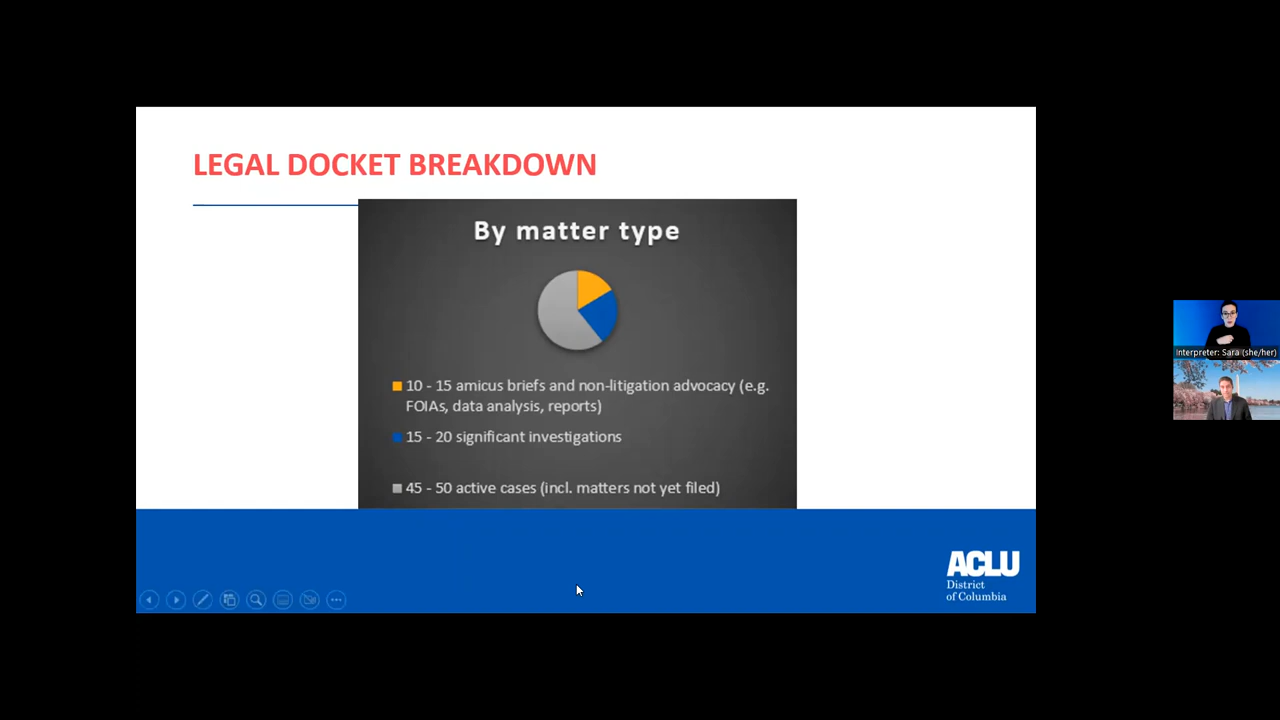 LEGAL DOCKET BREAKDOWN
By matter type
10 - 15 amicus briefs and non-litigation advocacy (e.g.
FOIAs, data analysis, reports)
15 - 20 significant investigations
45 - 50 active cases (incl. matters not yet filed)
ACLU
District
of Columbia
Interpreter: Sara (she/her)